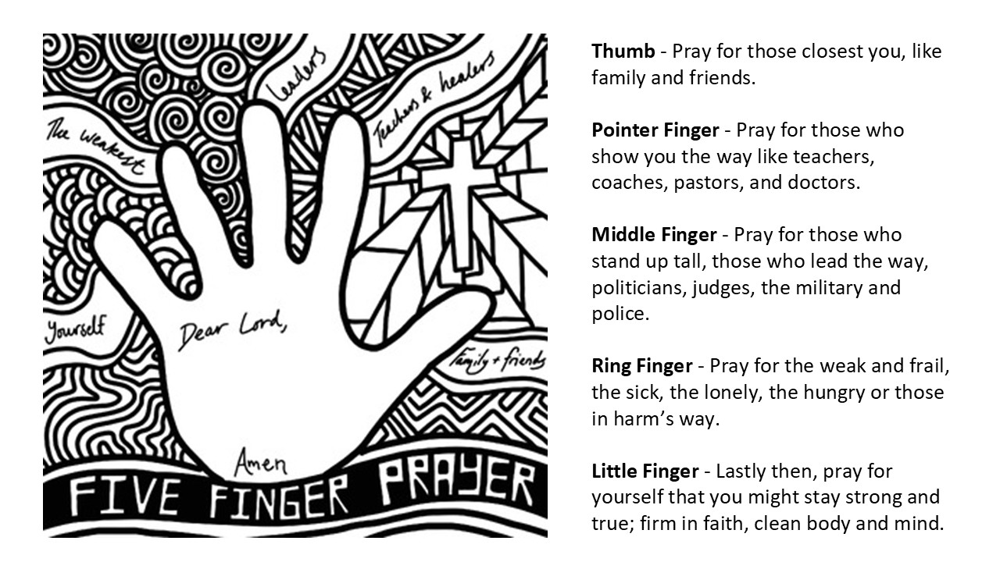 The weakest
Leaders
Teachers & healers
Yourself
Dear Lord,
Family + friends
Amen
FIVE FINGER PRAYER
Thumb - Pray for those closest you, like
family and friends.
Pointer Finger - Pray for those who
show you the way like teachers,
coaches, pastors, and doctors.
Middle Finger - Pray for those who
stand up tall, those who lead the way,
politicians, judges, the military and
police.
Ring Finger - Pray for the weak and frail,
the sick, the lonely, the hungry or those
in harm’s way.
Little Finger - Lastly then, pray for
yourself that you might stay strong and
true; firm in faith, clean body and mind.